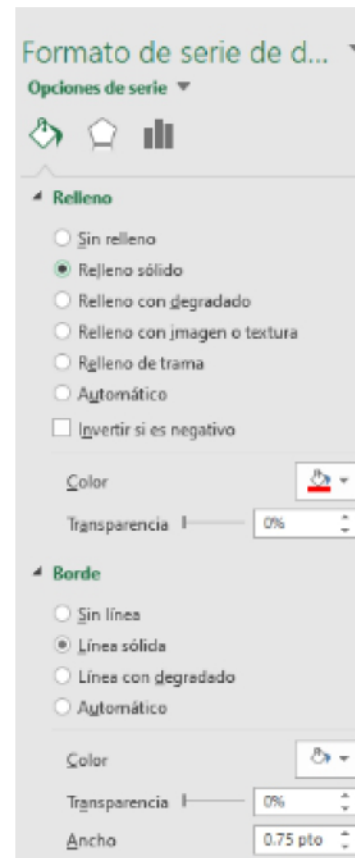 Formato de serie de d...
Opciones de serie
Relleno
Sin relleno
Relleno sólido
Relleno con degradado
Relleno con imagen o textura
Relleno de trama
Automático
Invertir si es negativo
Color
Transparencia 0%
Borde
Sin línea
Línea sólida
Línea con degradado
Automático
Color
Transparencia 0%
Ancho 0.75 pto